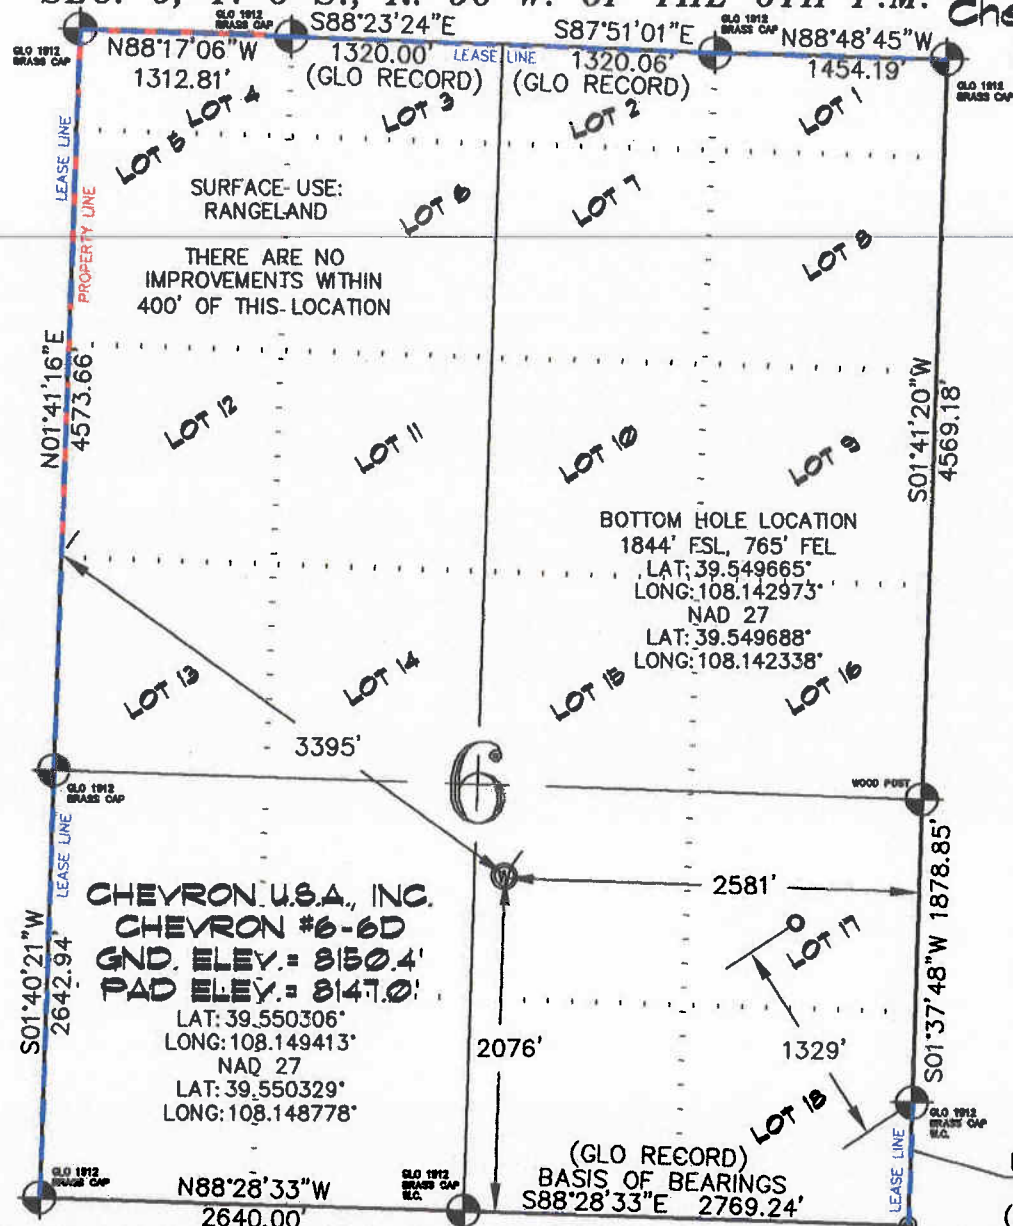 GLO 1912
BRASS CAP
S88°23'24"E
1320.00'
(GLO RECORD)
S87°51'01"E
1320.06'
(GLO RECORD)
GLO 1912
BRASS CAP
N88°48'45"W
1454.19'
GLO 1912
BRASS CAP
N88°17'06"W
1312.81'
LEASE LINE
GLO 1912
BRASS CAP
LOT 4
LOT 3
LOT 2
LOT 1
LOT 5
LEASE LINE
PROPERTY LINE
SURFACE USE:
RANGELAND
LOT 6
LOT 7
LOT 8
THERE ARE NO
IMPROVEMENTS WITHIN
400' OF THIS LOCATION
N01°41'16"E
4573.66'
LOT 12
LOT 11
LOT 10
LOT 9
S01°41'20"W
4569.18'
BOTTOM HOLE LOCATION
1844' FSL, 765' FEL
LAT: 39.549665°
LONG: 108.142973°
NAD 27
LAT: 39.549688°
LONG: 108.142338°
LOT 13
LOT 14
LOT 15
LOT 16
3395'
6
GLO 1912
BRASS CAP
WOOD POST
LEASE LINE
W
2581'
S01°37'48"W 1878.85'
CHEVRON U.S.A., INC.
CHEVRON #6-6D
GND. ELEV.= 8150.4'
PAD ELEV.= 8147.0'
LAT: 39.550306°
LONG: 108.149413°
NAD 27
LAT: 39.550329°
LONG: 108.148778°
LOT 17
S01°40'21"W
2642.94'
2076'
1329'
LOT 18
GLO 1912
BRASS CAP
W.C.
LEASE LINE
GLO 1912
BRASS CAP
N88°28'33"W
2640.00'
GLO 1912
BRASS CAP
W.C.
(GLO RECORD)
BASIS OF BEARINGS
S88°28'33"E 2769.24'